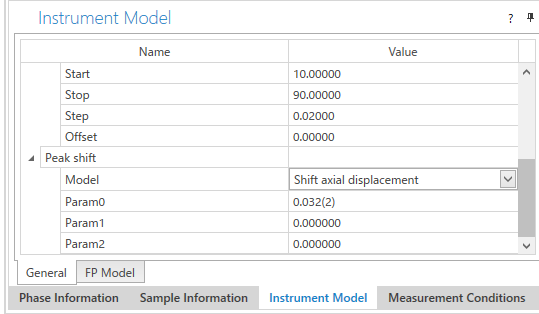 Instrument Model ?
Name Value
Start 10.00000
Stop 90.00000
Step 0.02000
Offset 0.00000
Peak shift
Model Shift axial displacement
Param0 0.032(2)
Param1 0.000000
Param2 0.000000
General FP Model
Phase Information Sample Information Instrument Model Measurement Conditions